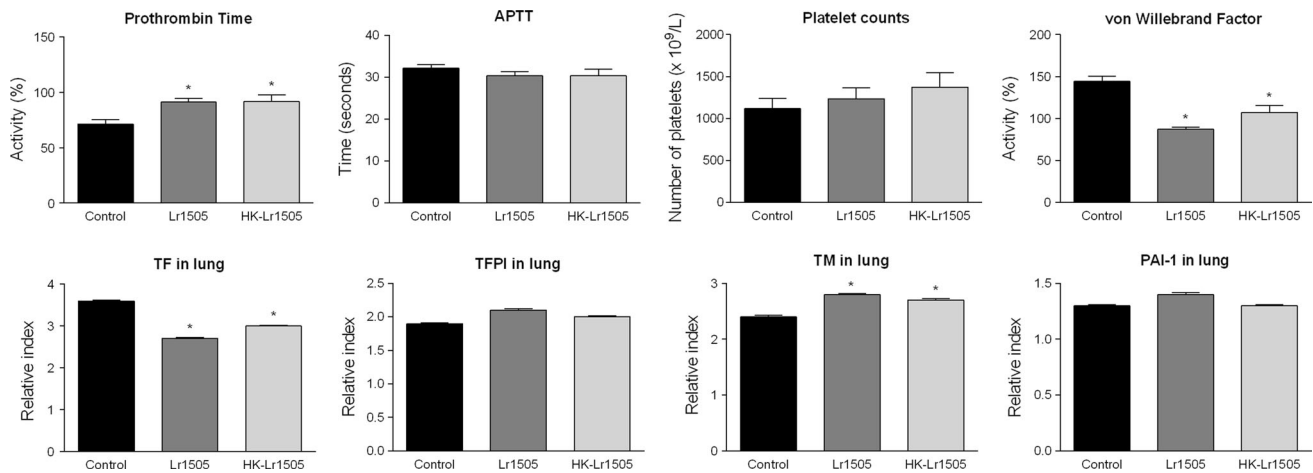 Prothrombin Time
Activity (%)
150
100
50
0
*
*
Control Lr1505 HK-Lr1505
APTT
Time (seconds)
40
30
20
10
0
Control Lr1505 HK-Lr1505
Platelet counts
Number of platelets (x 10⁹/L)
2000
1500
1000
500
0
Control Lr1505 HK-Lr1505
von Willebrand Factor
Activity (%)
200
150
100
50
0
*
*
Control Lr1505 HK-Lr1505
TF in lung
Relative index
4
3
2
1
0
*
*
Control Lr1505 HK-Lr1505
TFPI in lung
Relative index
2.5
2.0
1.5
1.0
0.5
0.0
Control Lr1505 HK-Lr1505
TM in lung
Relative index
3
2
1
0
*
*
Control Lr1505 HK-Lr1505
PAI-1 in lung
Relative index
1.5
1.0
0.5
0.0
Control Lr1505 HK-Lr1505